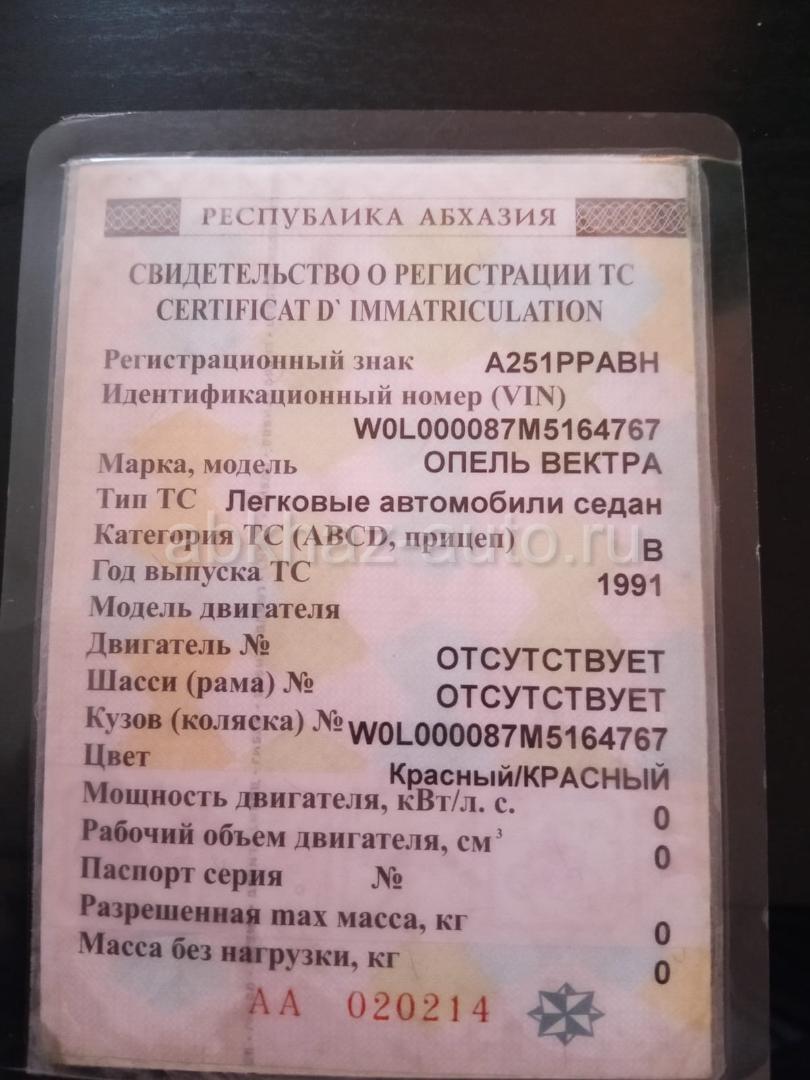 РЕСПУБЛИКА АБХАЗИЯ
СВИДЕТЕЛЬСТВО О РЕГИСТРАЦИИ ТС
CERTIFICAT D` IMMATRICULATION
Регистрационный знак А251РРАВН
Идентификационный номер (VIN)
W0L000087M5164767
Марка, модель ОПЕЛЬ ВЕКТРА
Тип ТС Легковые автомобили седан
Категория ТС (ABCD, прицеп) В
abkhaz-auto.ru
Год выпуска ТС 1991
Модель двигателя
Двигатель № ОТСУТСТВУЕТ
Шасси (рама) № ОТСУТСТВУЕТ
Кузов (коляска) № W0L000087M5164767
Цвет Красный/КРАСНЫЙ
Мощность двигателя, кВт/л. с. 0
Рабочий объем двигателя, см³ 0
Паспорт серия №
Разрешенная max масса, кг 0
Масса без нагрузки, кг 0
АА 020214